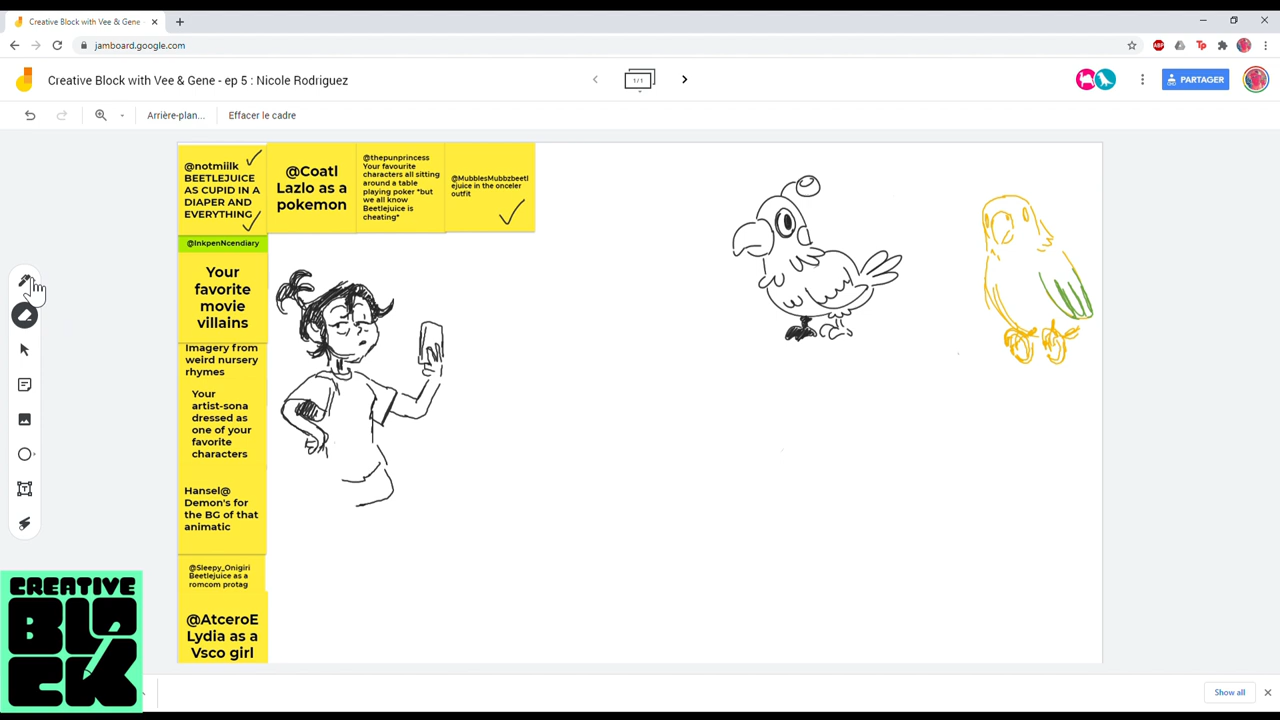 Creative Block with Vee & Gene -
jamboard.google.com
ABP
Tp
Creative Block with Vee & Gene - ep 5 : Nicole Rodriguez
1/1
PARTAGER
Arrière-plan...
Effacer le cadre
@notmiilk
BEETLEJUICE
AS CUPID IN A
DIAPER AND
EVERYTHING
@Coatl
Lazlo as a
pokemon
@thepunprincess
Your favourite
characters all sitting
around a table
playing poker *but
we all know
Beetlejuice is
cheating*
@MubblesMubbzbeetl
ejuice in the onceler
outfit
@InkpenNcendiary
Your
favorite
movie
villains
Imagery from
weird nursery
rhymes
Your
artist-sona
dressed as
one of your
favorite
characters
Hansel@
Demon's for
the BG of that
animatic
@Sleepy_Onigiri
Beetlejuice as a
romcom protag
@AtceroE
Lydia as a
Vsco girl
CREATIVE
BLOCK
Show all